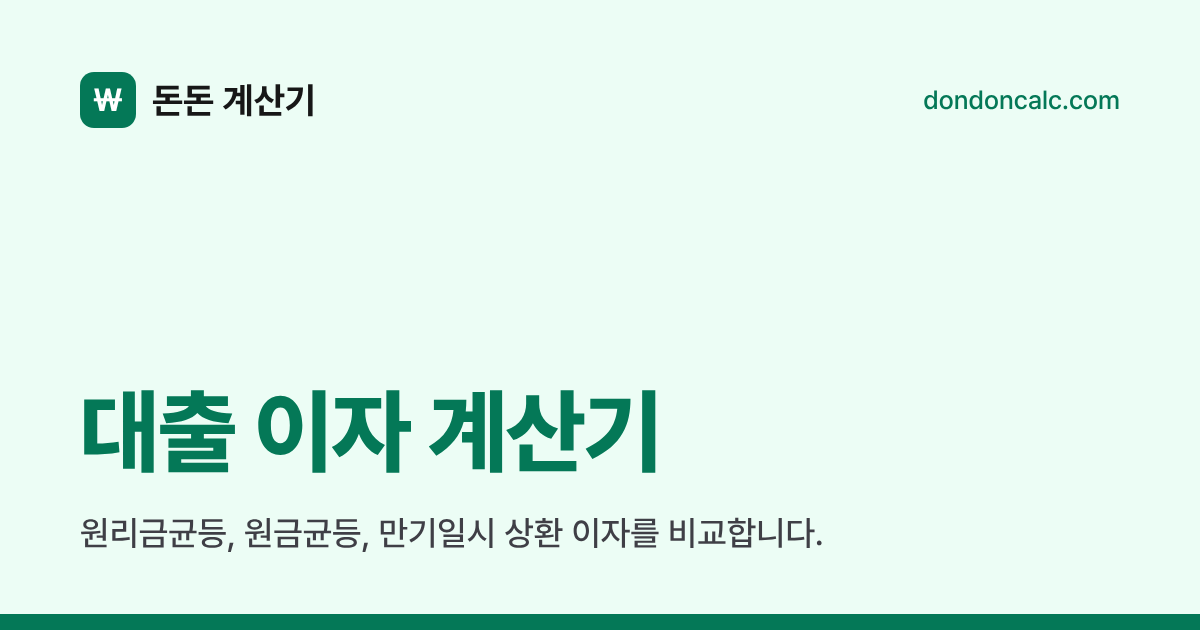 ₩ 돈돈 계산기
dondoncalc.com
대출 이자 계산기
원리금균등, 원금균등, 만기일시 상환 이자를 비교합니다.